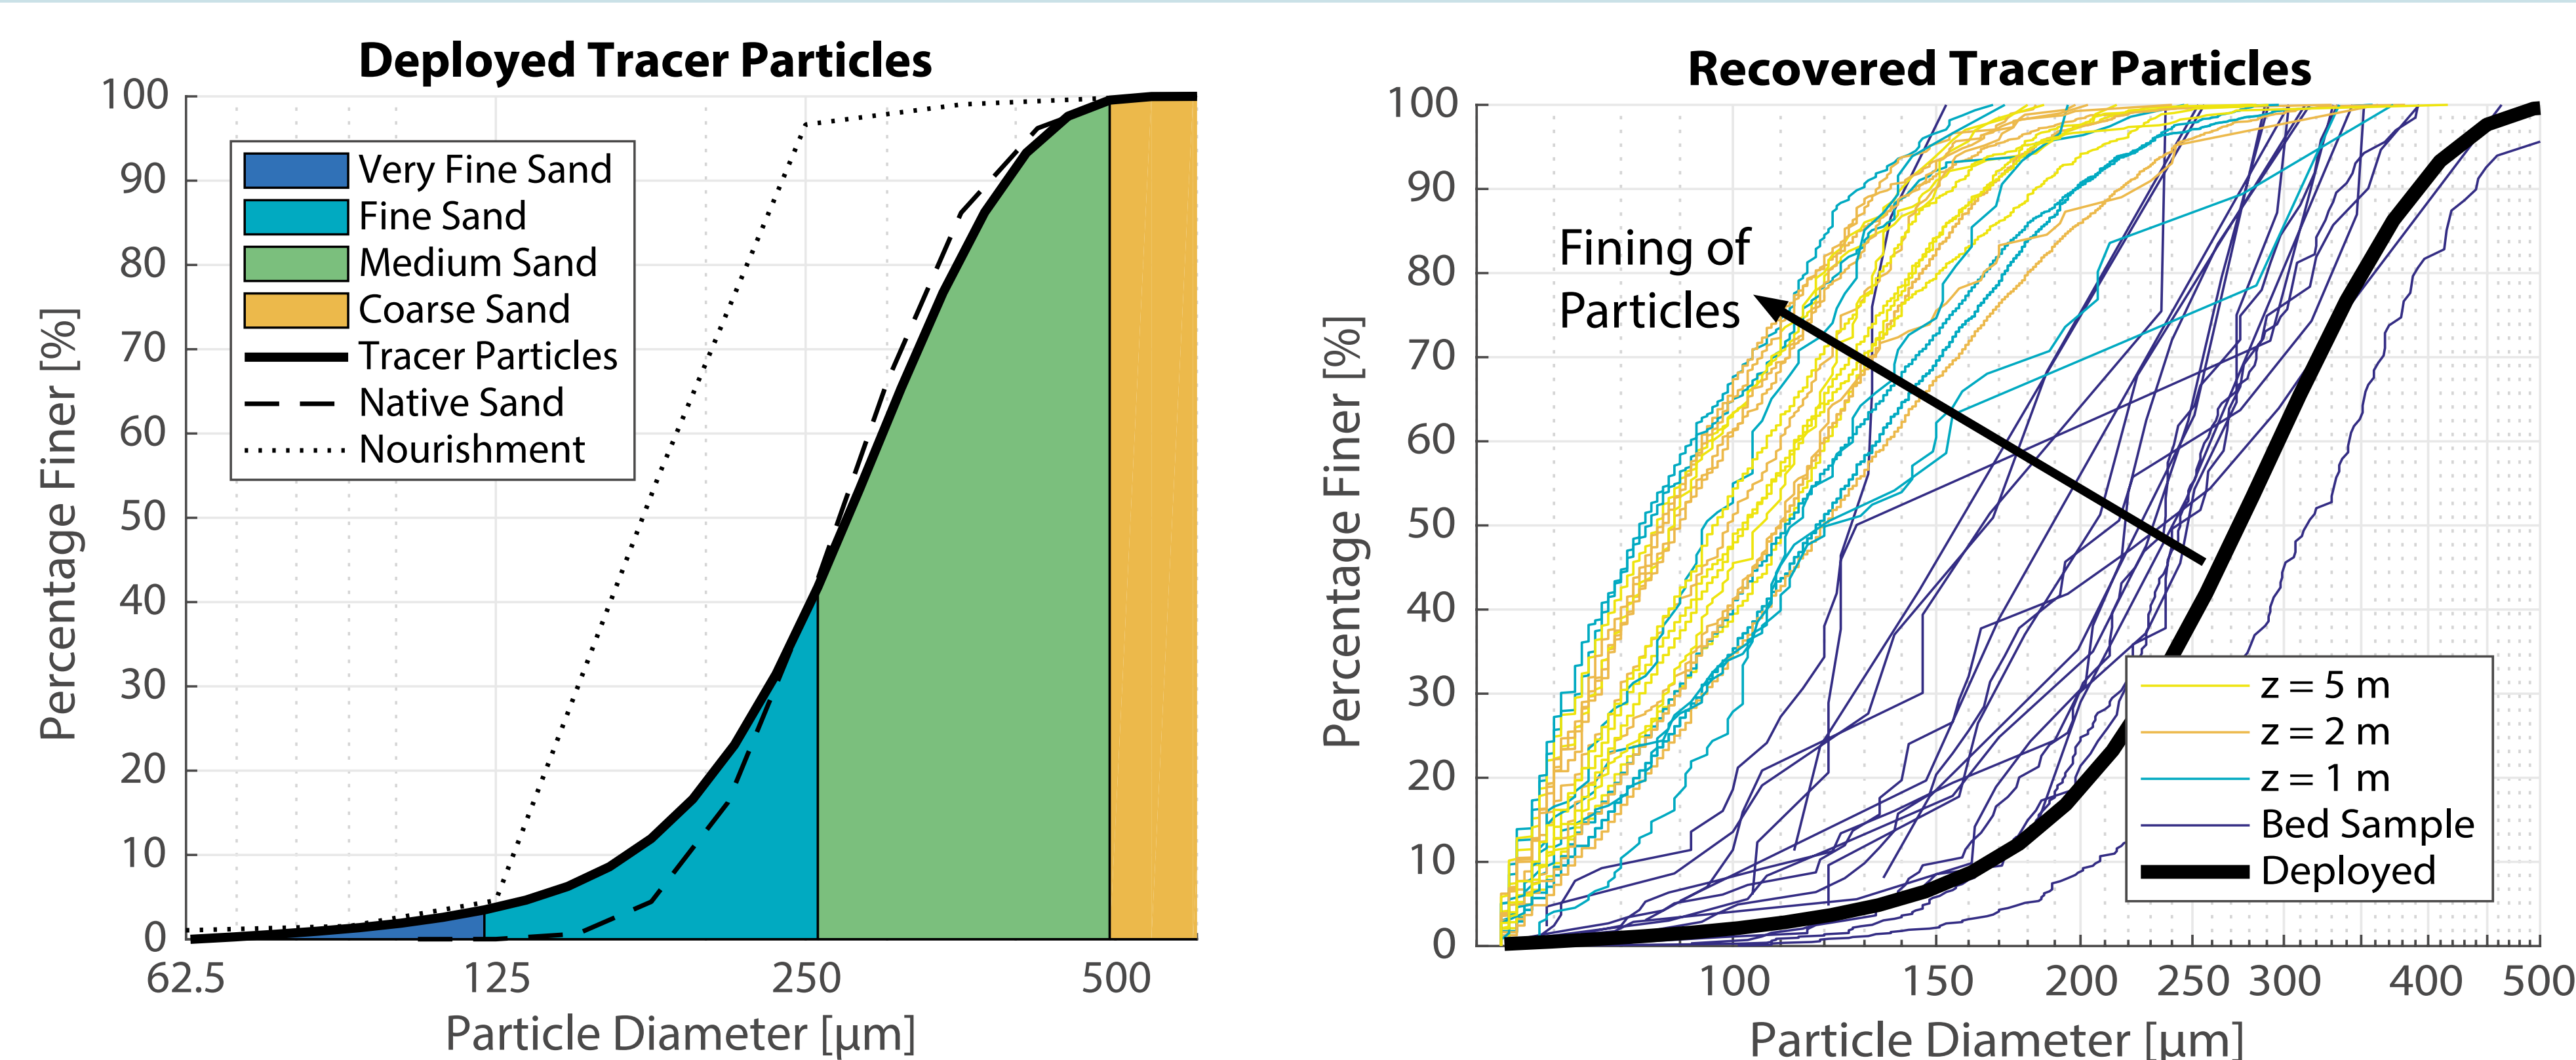 Deployed Tracer Particles
100
90
80
70
60
50
40
30
20
10
0
Percentage Finer [%]
Very Fine Sand
Fine Sand
Medium Sand
Coarse Sand
Tracer Particles
Native Sand
Nourishment
62.5 125 250 500
Particle Diameter [µm]
Recovered Tracer Particles
100
90
80
70
60
50
40
30
20
10
0
Percentage Finer [%]
Fining of
Particles
z = 5 m
z = 2 m
z = 1 m
Bed Sample
Deployed
100 150 200 250 300 400 500
Particle Diameter [µm]